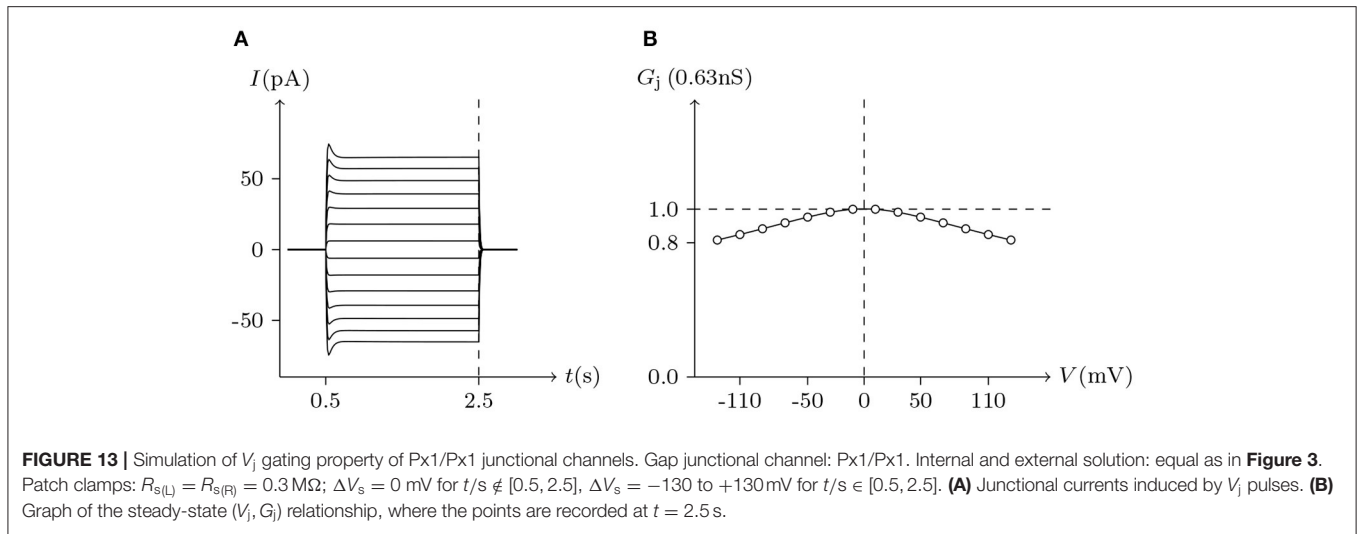 A
B
I(pA)
50
0
-50
0.5
2.5
t(s)
Gj (0.63nS)
1.0
0.8
0.0
-110
-50
0
50
110
V(mV)
FIGURE 13 | Simulation of Vj gating property of Px1/Px1 junctional channels. Gap junctional channel: Px1/Px1. Internal and external solution: equal as in Figure 3.
Patch clamps: Rs(L) = Rs(R) = 0.3 MΩ; ΔVs = 0 mV for t/s ∉ [0.5, 2.5], ΔVs = −130 to +130 mV for t/s ∈ [0.5, 2.5]. (A) Junctional currents induced by Vj pulses. (B)
Graph of the steady-state (Vj, Gj) relationship, where the points are recorded at t = 2.5 s.